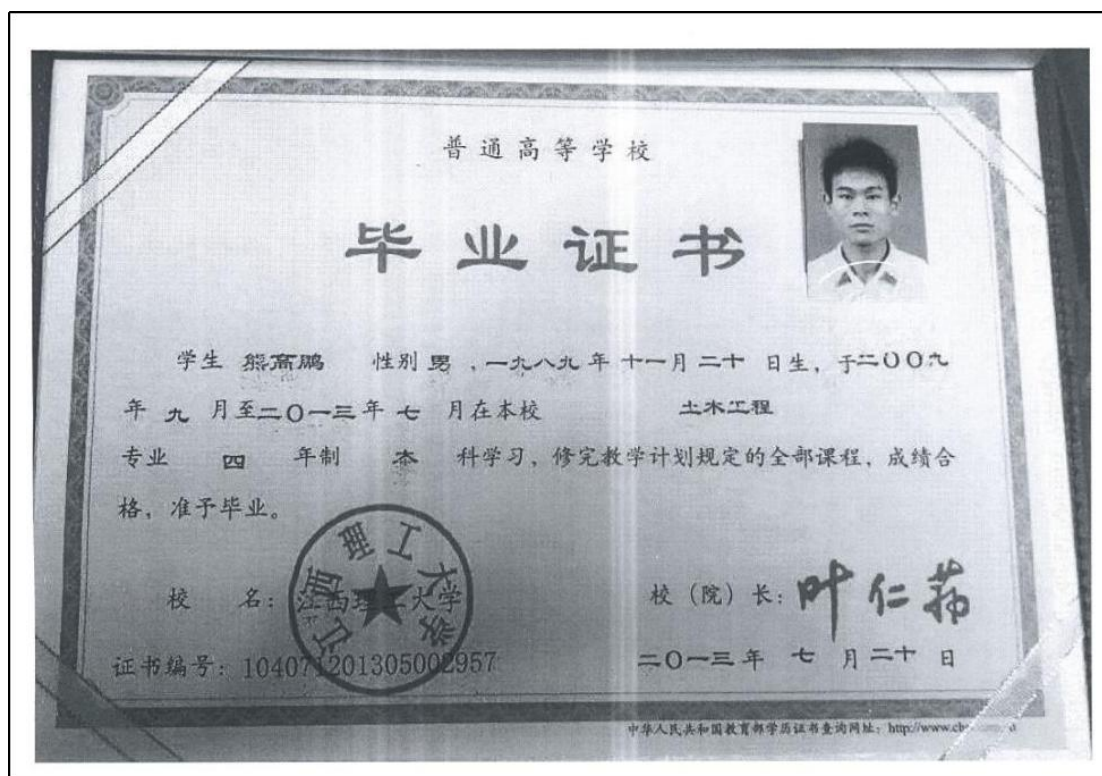 普通高等学校
毕业证书
学生 熊高鹏 性别 男 ，一九八九 年 十一 月 二十 日生，于二〇〇九
年 九 月至二〇一三年 七 月在本校 土木工程
专业 四 年制 本 科学习，修完教学计划规定的全部课程，成绩合
格，准予毕业。
江西理工大学
校 名：江西理工大学
校（院）长：叶仁荪
证书编号：104071201305002957
二〇一三年 七 月二十 日
中华人民共和国教育部学历证书查询网址：http://www.ch